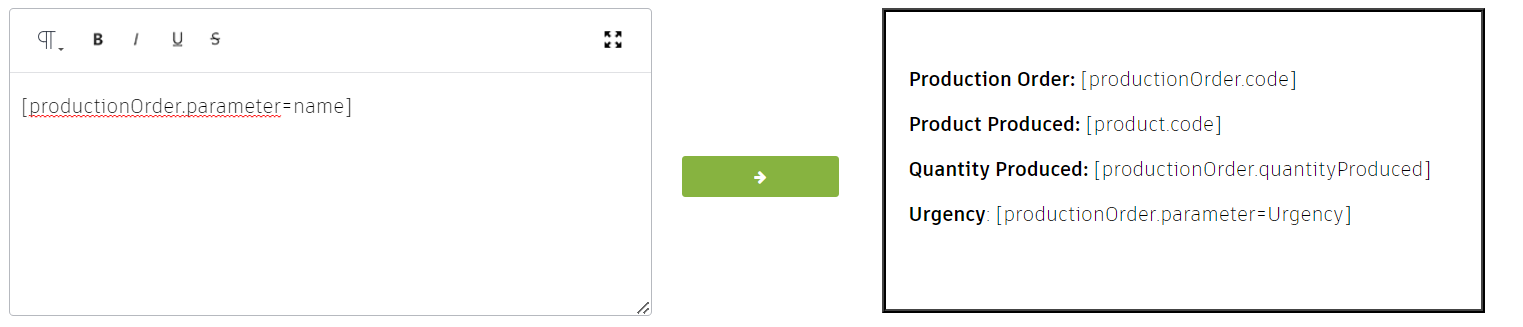 B I U S
[productionOrder.parameter=name]
Production Order: [productionOrder.code]
Product Produced: [product.code]
Quantity Produced: [productionOrder.quantityProduced]
Urgency: [productionOrder.parameter=Urgency]